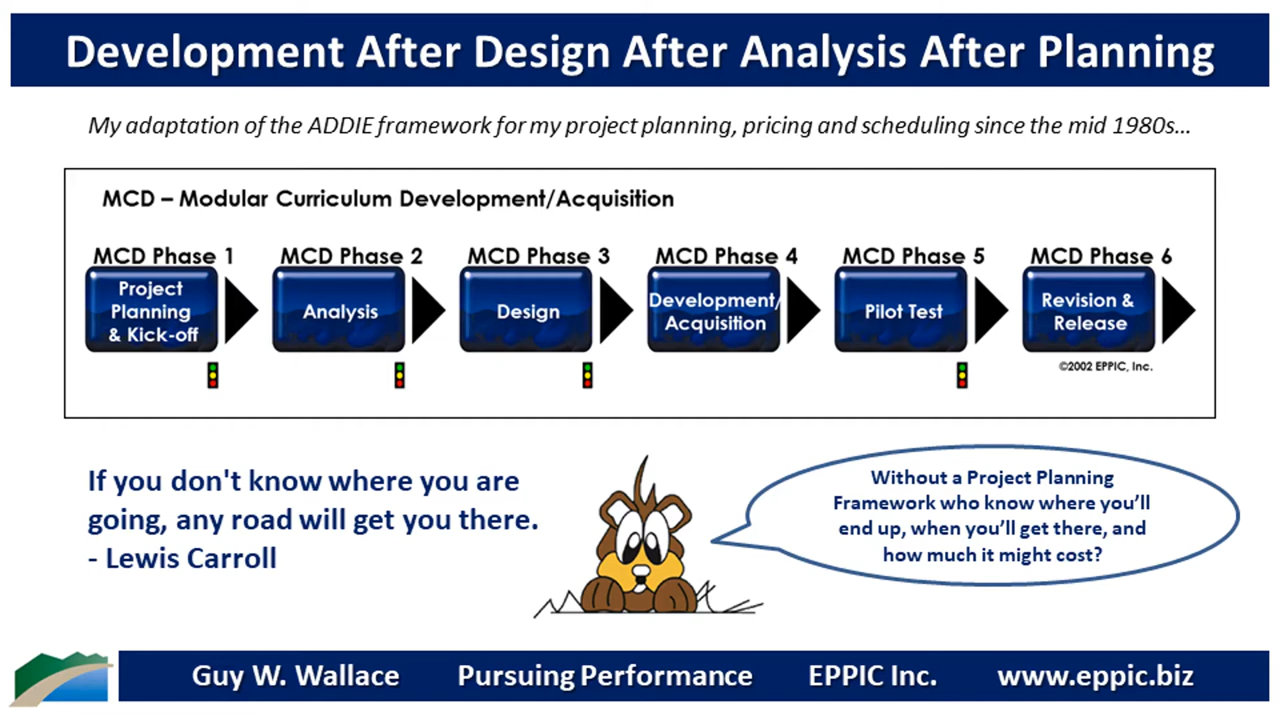 Development After Design After Analysis After Planning
My adaptation of the ADDIE framework for my project planning, pricing and scheduling since the mid 1980s…
MCD – Modular Curriculum Development/Acquisition
MCD Phase 1
Project
Planning
& Kick-off
MCD Phase 2
Analysis
MCD Phase 3
Design
MCD Phase 4
Development/
Acquisition
MCD Phase 5
Pilot Test
MCD Phase 6
Revision &
Release
©2002 EPPIC, Inc.
If you don't know where you are
going, any road will get you there.
- Lewis Carroll
Without a Project Planning
Framework who know where you’ll
end up, when you’ll get there, and
how much it might cost?
Guy W. Wallace Pursuing Performance EPPIC Inc. www.eppic.biz